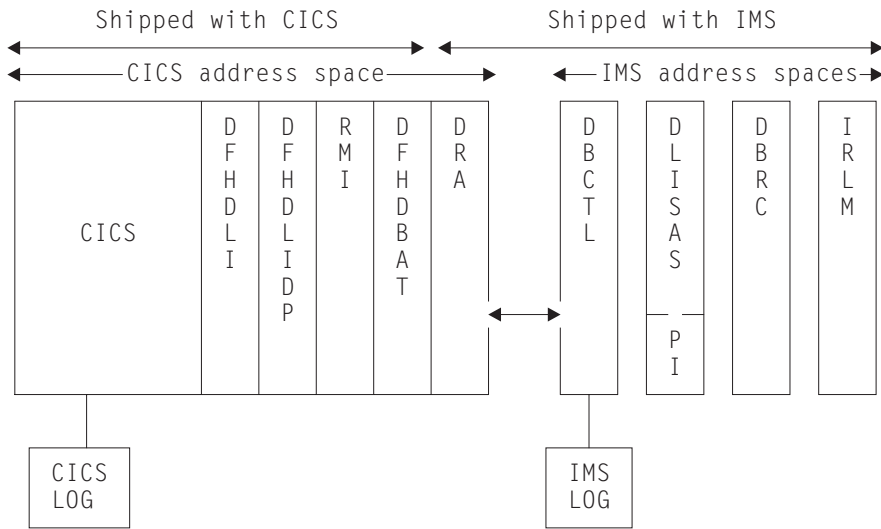 Shipped with CICS
Shipped with IMS
CICS address space
IMS address spaces
CICS
DFHDLI
DFHDLIDP
RMI
DFHDBAT
DRA
DBCTL
DLISAS
PI
DBRC
IRLM
CICS
LOG
IMS
LOG